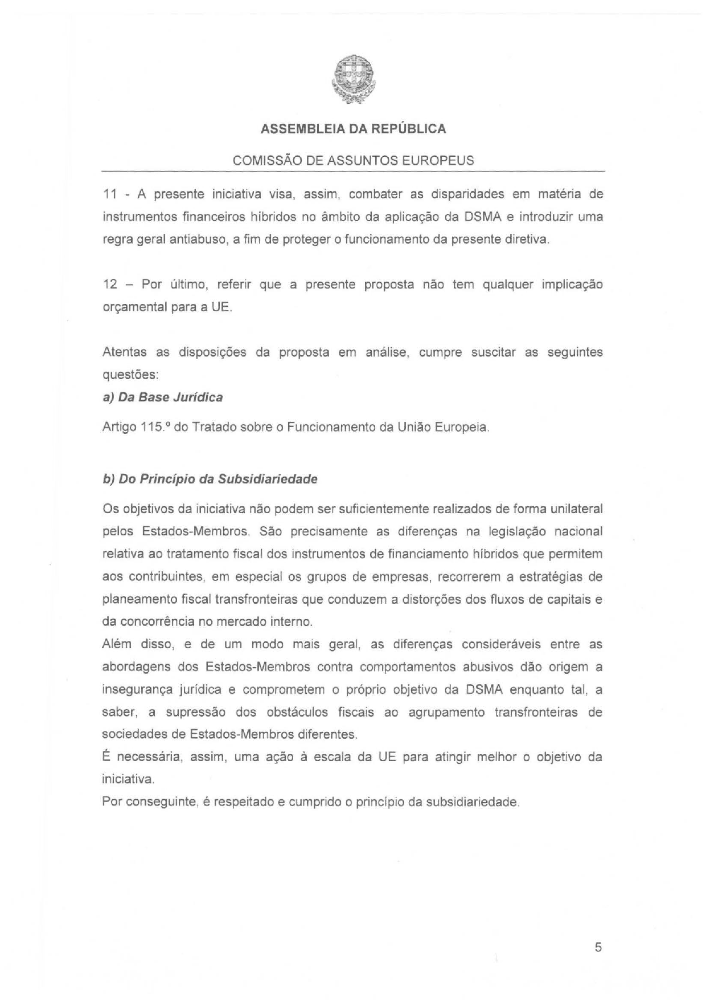 ASSEMBLEIA DA REPÚBLICA
COMISSÃO DE ASSUNTOS EUROPEUS
11 - A presente iniciativa visa, assim, combater as disparidades em matéria de
instrumentos financeiros híbridos no âmbito da aplicação da DSMA e introduzir uma
regra geral antiabuso, a fim de proteger o funcionamento da presente diretiva.
12 – Por último, referir que a presente proposta não tem qualquer implicação
orçamental para a UE.
Atentas as disposições da proposta em análise, cumpre suscitar as seguintes
questões:
a) Da Base Jurídica
Artigo 115.º do Tratado sobre o Funcionamento da União Europeia.
b) Do Princípio da Subsidiariedade
Os objetivos da iniciativa não podem ser suficientemente realizados de forma unilateral
pelos Estados-Membros. São precisamente as diferenças na legislação nacional
relativa ao tratamento fiscal dos instrumentos de financiamento híbridos que permitem
aos contribuintes, em especial os grupos de empresas, recorrerem a estratégias de
planeamento fiscal transfronteiras que conduzem a distorções dos fluxos de capitais e
da concorrência no mercado interno.
Além disso, e de um modo mais geral, as diferenças consideráveis entre as
abordagens dos Estados-Membros contra comportamentos abusivos dão origem a
insegurança jurídica e comprometem o próprio objetivo da DSMA enquanto tal, a
saber, a supressão dos obstáculos fiscais ao agrupamento transfronteiras de
sociedades de Estados-Membros diferentes.
É necessária, assim, uma ação à escala da UE para atingir melhor o objetivo da
iniciativa.
Por conseguinte, é respeitado e cumprido o princípio da subsidiariedade.
5